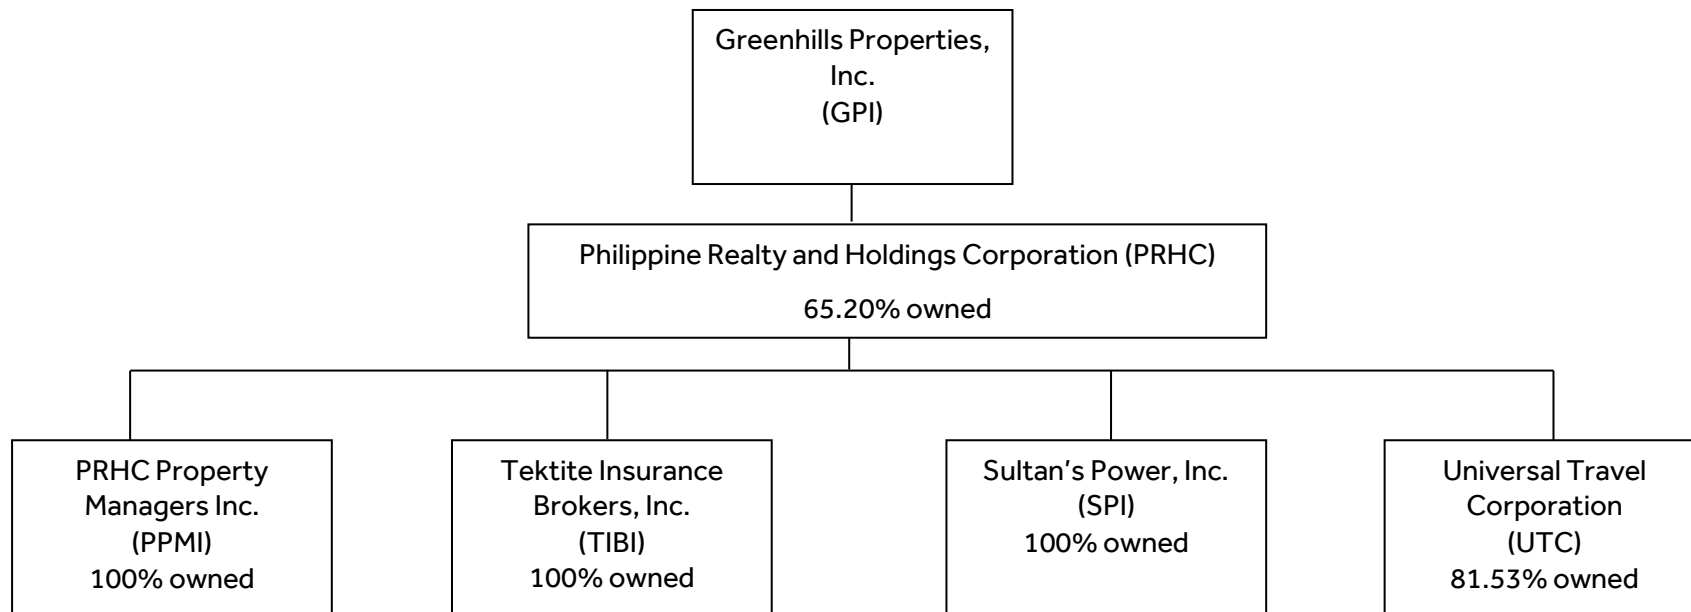 Greenhills Properties,
Inc.
(GPI)
Philippine Realty and Holdings Corporation (PRHC)
65.20% owned
PRHC Property
Managers Inc.
(PPMI)
100% owned
Tektite Insurance
Brokers, Inc.
(TIBI)
100% owned
Sultan's Power, Inc.
(SPI)
100% owned
Universal Travel
Corporation
(UTC)
81.53% owned